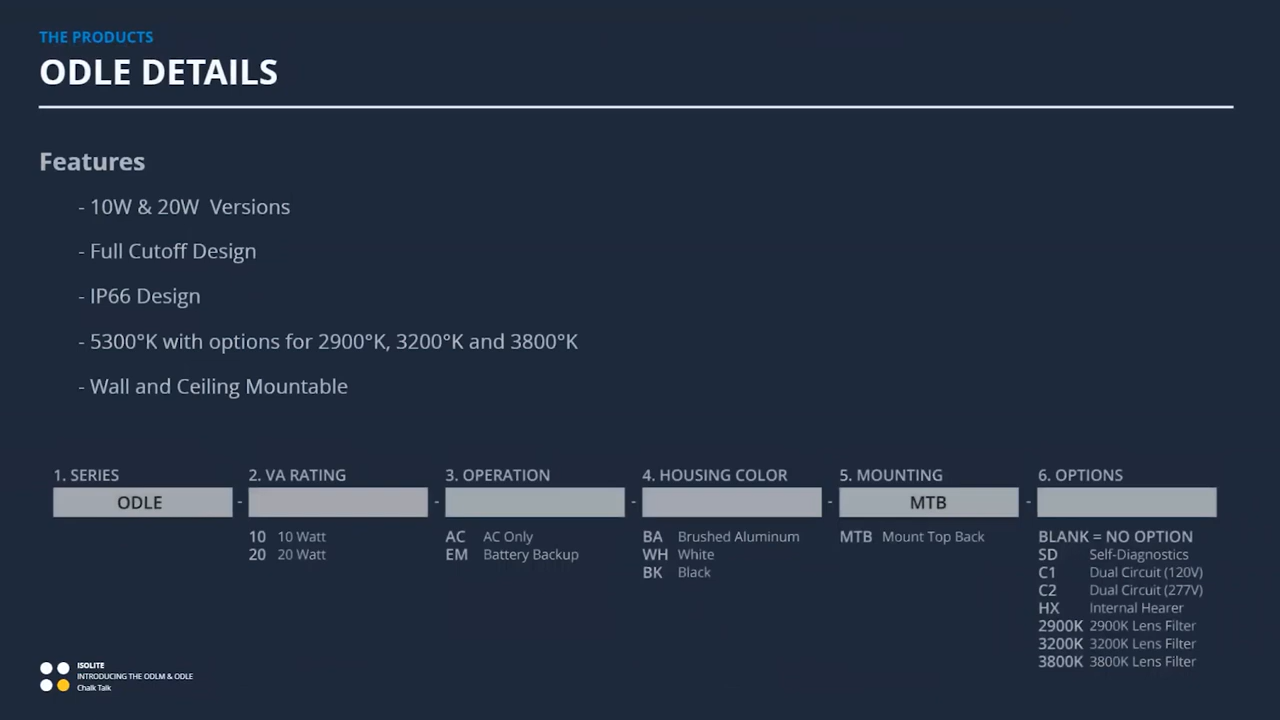 THE PRODUCTS
ODLE DETAILS
Features
- 10W & 20W  Versions
- Full Cutoff Design
- IP66 Design
- 5300°K with options for 2900°K, 3200°K and 3800°K
- Wall and Ceiling Mountable
1. SERIES
ODLE
-
2. VA RATING
10 10 Watt
20 20 Watt
-
3. OPERATION
AC AC Only
EM Battery Backup
-
4. HOUSING COLOR
BA Brushed Aluminum
WH White
BK Black
-
5. MOUNTING
MTB
MTB Mount Top Back
-
6. OPTIONS
BLANK = NO OPTION
SD Self-Diagnostics
C1 Dual Circuit (120V)
C2 Dual Circuit (277V)
HX Internal Hearer
2900K 2900K Lens Filter
3200K 3200K Lens Filter
3800K 3800K Lens Filter
ISOLITE
INTRODUCING THE ODLM & ODLE
Chalk Talk